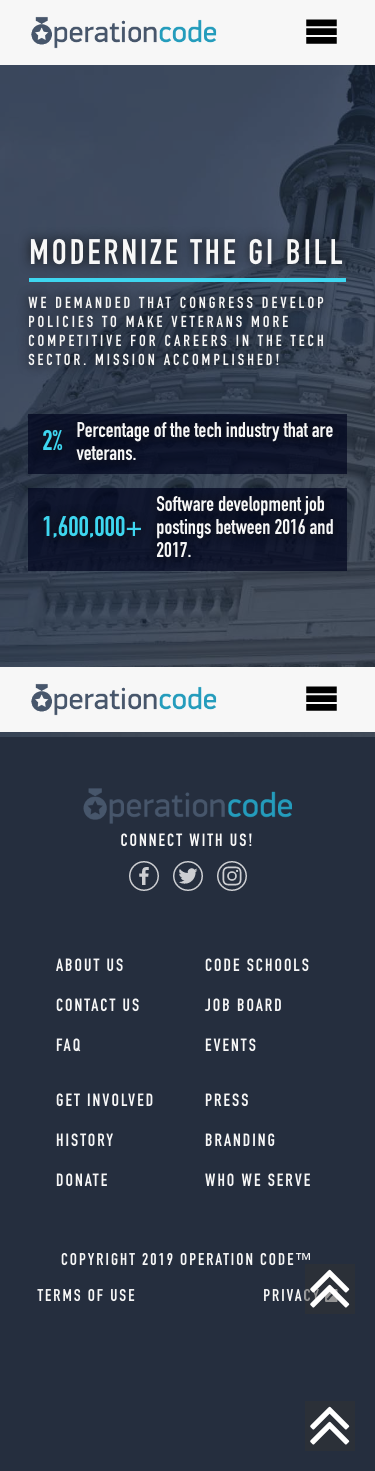 operationcode
MODERNIZE THE GI BILL
WE DEMANDED THAT CONGRESS DEVELOP
POLICIES TO MAKE VETERANS MORE
COMPETITIVE FOR CAREERS IN THE TECH
SECTOR. MISSION ACCOMPLISHED!
2% Percentage of the tech industry that are
veterans.
1,600,000+ Software development job
postings between 2016 and
2017.
operationcode
operationcode
CONNECT WITH US!
ABOUT US CODE SCHOOLS
CONTACT US JOB BOARD
FAQ EVENTS
GET INVOLVED PRESS
HISTORY BRANDING
DONATE WHO WE SERVE
COPYRIGHT 2019 OPERATION CODE™
TERMS OF USE PRIVACY